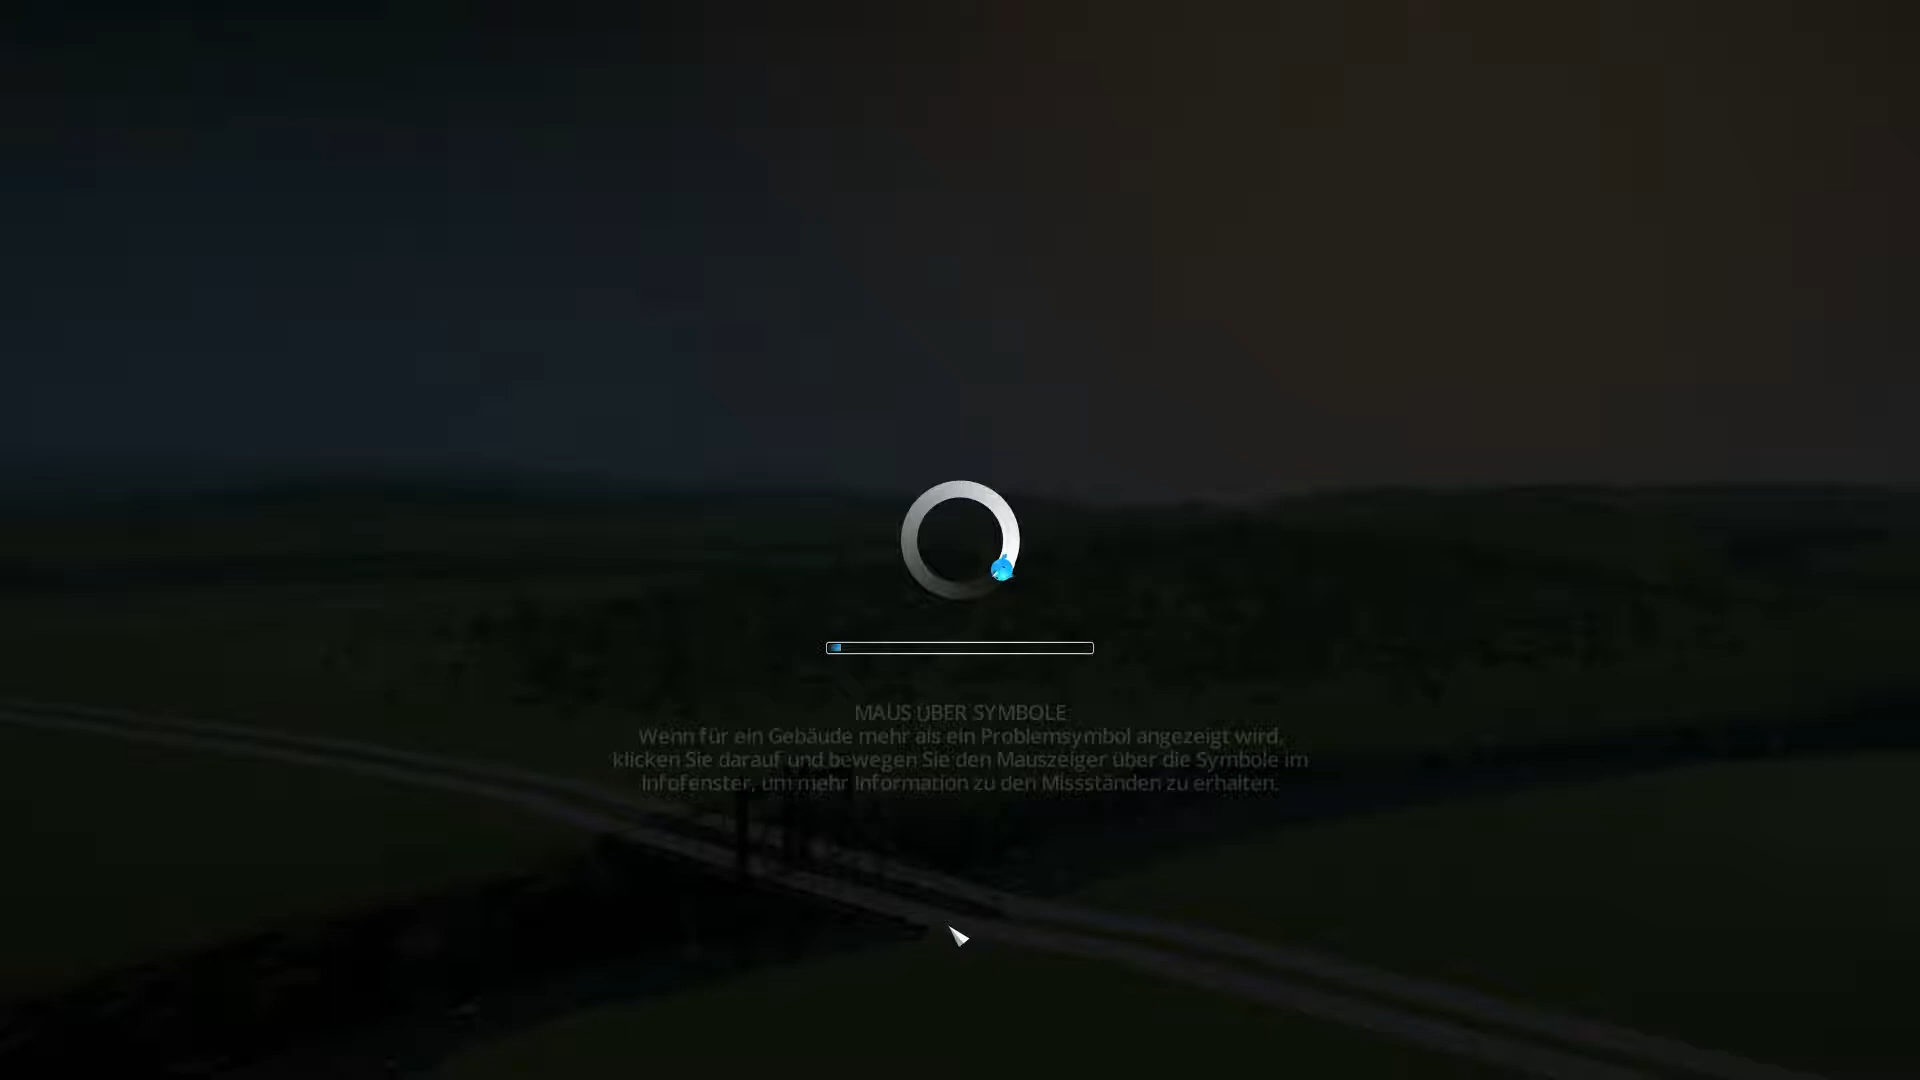 MAUS ÜBER SYMBOLE
Wenn für ein Gebäude mehr als ein Problemsymbol angezeigt wird,
klicken Sie darauf und bewegen Sie den Mauszeiger über die Symbole im
Infofenster, um mehr Information zu den Missständen zu erhalten.